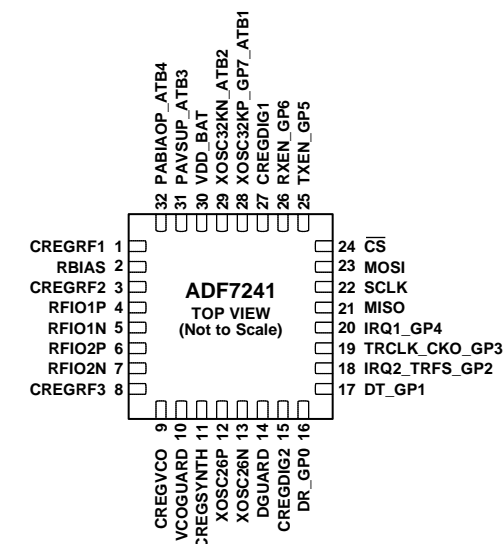 32 PABIAOP_ATB4
31 PAVSUP_ATB3
30 VDD_BAT
29 XOSC32KN_ATB2
28 XOSC32KP_GP7_ATB1
27 CREGDIG1
26 RXEN_GP6
25 TXEN_GP5
CREGRF1 1
RBIAS 2
CREGRF2 3
RFIO1P 4
RFIO1N 5
RFIO2P 6
RFIO2N 7
CREGRF3 8
ADF7241
TOP VIEW
(Not to Scale)
24 CS
23 MOSI
22 SCLK
21 MISO
20 IRQ1_GP4
19 TRCLK_CKO_GP3
18 IRQ2_TRFS_GP2
17 DT_GP1
CREGVCO 9
VCOGUARD 10
CREGSYNTH 11
XOSC26P 12
XOSC26N 13
DGUARD 14
CREGDIG2 15
DR_GP0 16